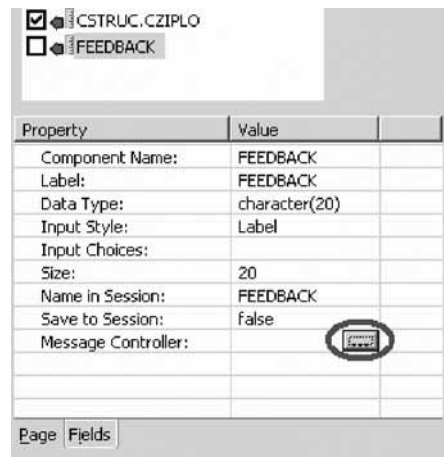 CSTRUC.CZIPLO
FEEDBACK
Property Value
Component Name: FEEDBACK
Label: FEEDBACK
Data Type: character(20)
Input Style: Label
Input Choices:
Size: 20
Name in Session: FEEDBACK
Save to Session: false
Message Controller: ...
Page Fields